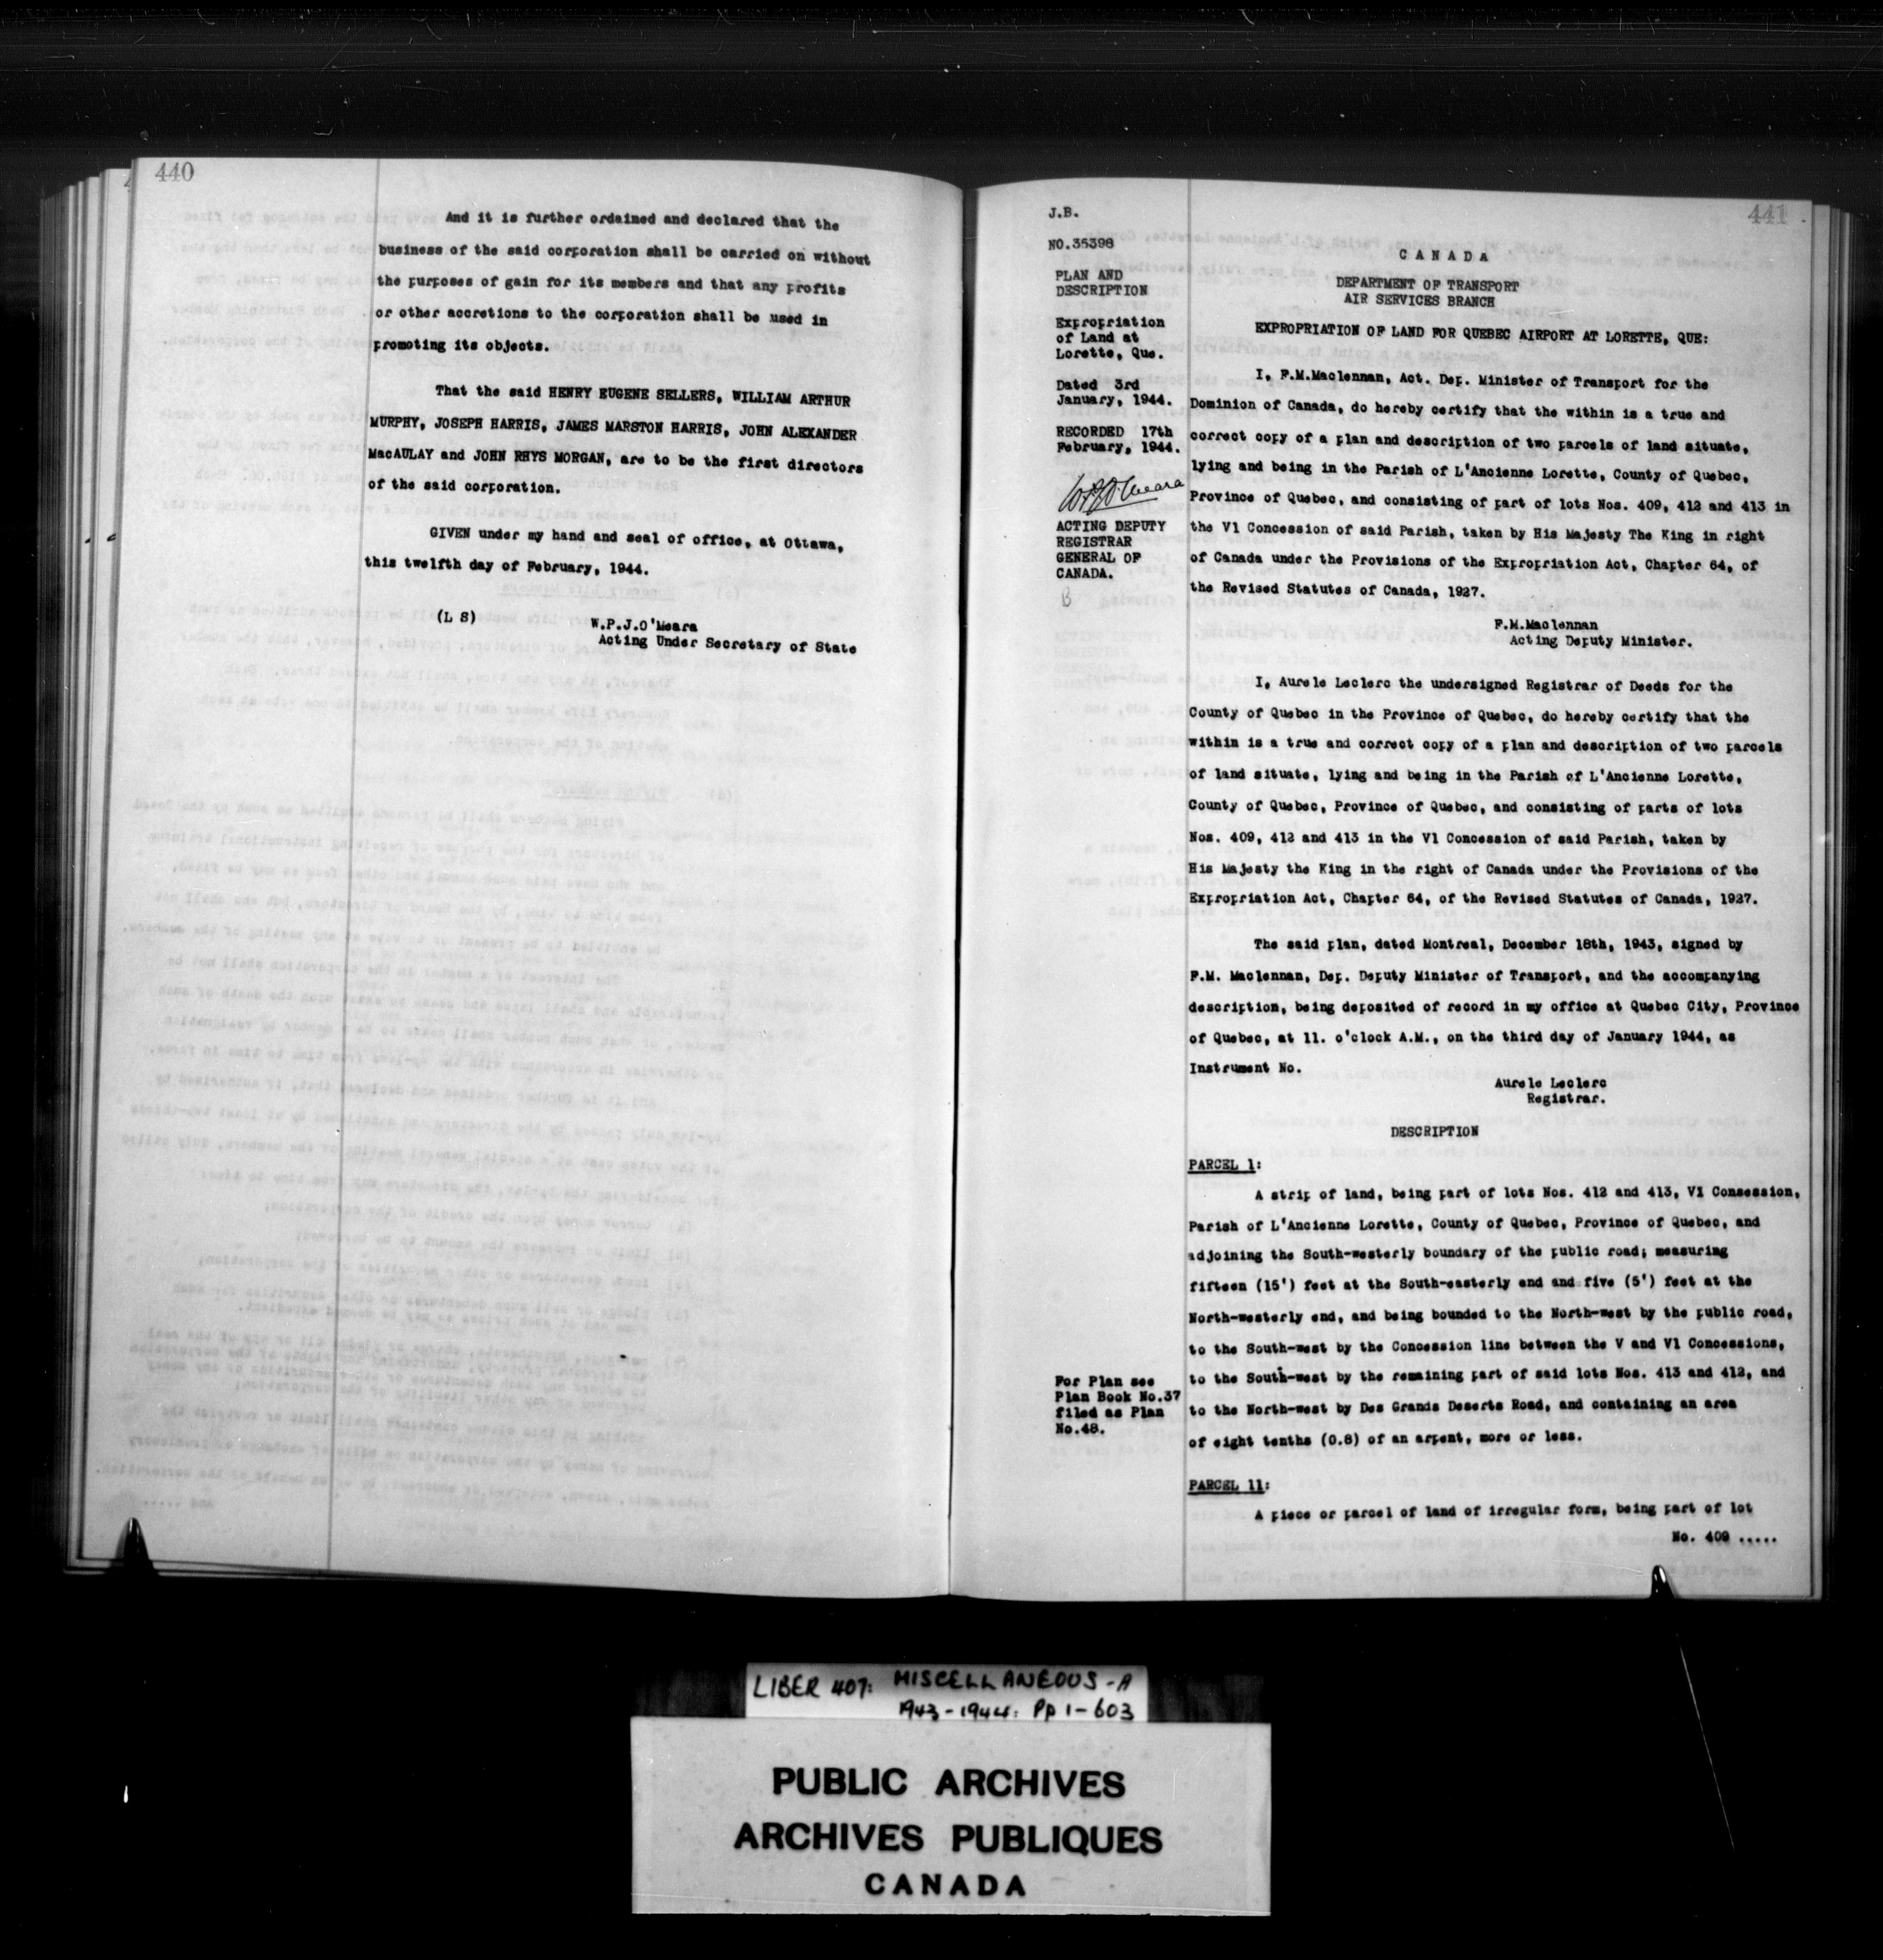 440
And it is further ordained and declared that the
business of the said corporation shall be carried on without
the purposes of gain for its members and that any profits
or other accretions to the corporation shall be used in
promoting its objects.
That the said HENRY EUGENE SELLERS, WILLIAM ARTHUR
MURPHY, JOSEPH HARRIS, JAMES MARSTON HARRIS, JOHN ALEXANDER
MacAULAY and JOHN RHYS MORGAN, are to be the first directors
of the said corporation.
GIVEN under my hand and seal of office, at Ottawa,
this twelfth day of February, 1944.
(L S)
W.P.J.O'Meara
Acting Under Secretary of State
441
J.B.
NO.35398
PLAN AND
DESCRIPTION
Expropriation
of Land at
Lorette, Que.
Dated 3rd
January, 1944.
RECORDED 17th
February, 1944.
WPJO'Meara
ACTING DEPUTY
REGISTRAR
GENERAL OF
CANADA.
B
CANADA
DEPARTMENT OF TRANSPORT
AIR SERVICES BRANCH
EXPROPRIATION OF LAND FOR QUEBEC AIRPORT AT LORETTE, QUE:
I, F.M.Maclennan, Act. Dep. Minister of Transport for the
Dominion of Canada, do hereby certify that the within is a true and
correct copy of a plan and description of two parcels of land situate,
lying and being in the Parish of L'Ancienne Lorette, County of Quebec,
Province of Quebec, and consisting of part of lots Nos. 409, 412 and 413 in
the V1 Concession of said Parish, taken by His Majesty The King in right
of Canada under the Provisions of the Expropriation Act, Chapter 64, of
the Revised Statutes of Canada, 1927.
F.M.Maclennan
Acting Deputy Minister.
I, Aurele Leclerc the undersigned Registrar of Deeds for the
County of Quebec in the Province of Quebec, do hereby certify that the
within is a true and correct copy of a plan and description of two parcels
of land situate, lying and being in the Parish of L'Ancienne Lorette,
County of Quebec, Province of Quebec, and consisting of parts of lots
Nos. 409, 412 and 413 in the V1 Concession of said Parish, taken by
His Majesty the King in the right of Canada under the Provisions of the
Expropriation Act, Chapter 64, of the Revised Statutes of Canada, 1927.
The said plan, dated Montreal, December 18th, 1943, signed by
F.M. Maclennan, Dep. Deputy Minister of Transport, and the accompanying
description, being deposited of record in my office at Quebec City, Province
of Quebec, at 11. o'clock A.M., on the third day of January 1944, as
Instrument No.
Aurele Leclerc
Registrar.
DESCRIPTION
PARCEL 1:
A strip of land, being part of lots Nos. 412 and 413, V1 Consession,
Parish of L'Ancienne Lorette, County of Quebec, Province of Quebec, and
adjoining the South-westerly boundary of the public road; measuring
fifteen (15') feet at the South-easterly end and five (5') feet at the
North-westerly end, and being bounded to the North-west by the public road,
to the South-west by the Concession line between the V and V1 Concessions,
to the South-west by the remaining part of said lots Nos. 413 and 412, and
to the North-west by Des Grands Deserts Road, and containing an area
of eight tenths (0.8) of an arpent, more or less.
For Plan see
Plan Book No.37
filed as Plan
No.48.
PARCEL 11:
A piece or parcel of land of irregular form, being part of lot
No. 409 .....
LIBER 407: MISCELLANEOUS-A
1943-1944: Pp 1-603
PUBLIC ARCHIVES
ARCHIVES PUBLIQUES
CANADA